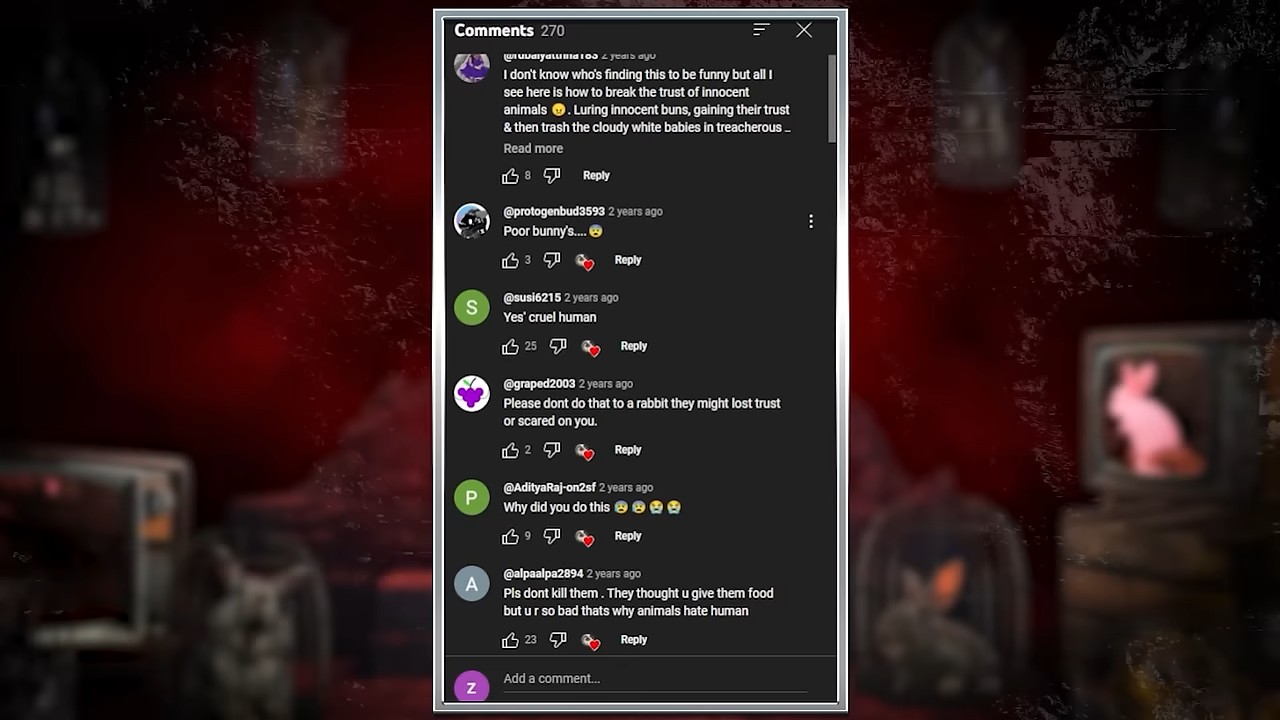 Comments 270
2 years ago
I don't know who's finding this to be funny but all I
see here is how to break the trust of innocent
animals 😠. Luring innocent buns, gaining their trust
& then trash the cloudy white babies in treacherous ...
Read more
8 Reply
@protogenbud3593 2 years ago
Poor bunny's.... 😨
3 Reply
S @susi6215 2 years ago
Yes' cruel human
25 Reply
@graped2003 2 years ago
Please dont do that to a rabbit they might lost trust
or scared on you.
2 Reply
P @AdityaRaj-on2sf 2 years ago
Why did you do this 😨😨😭😭
9 Reply
A @alpaalpa2894 2 years ago
Pls dont kill them . They thought u give them food
but u r so bad thats why animals hate human
23 Reply
z Add a comment...